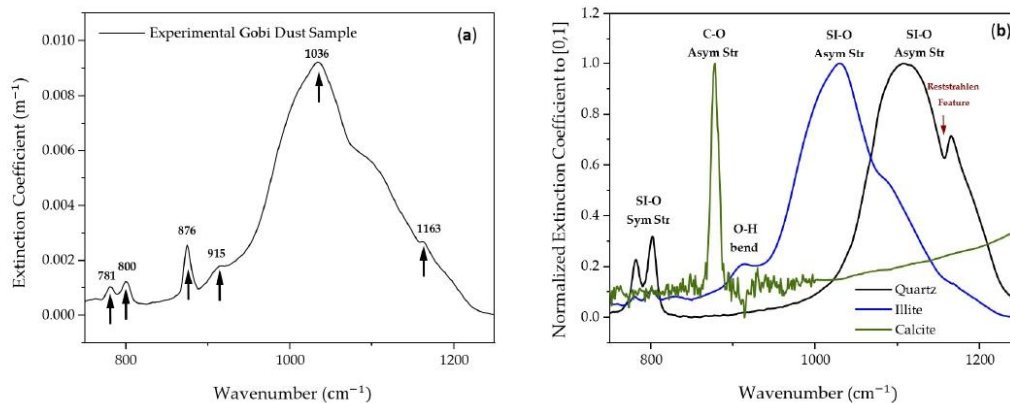 (a)
Experimental Gobi Dust Sample
Extinction Coefficient (m⁻¹)
0.010
0.008
0.006
0.004
0.002
0.000
781
800
876
915
1036
1163
800
1000
1200
Wavenumber (cm⁻¹)
(b)
Normalized Extinction Coefficient to [0,1]
1.0
0.8
0.6
0.4
0.2
0.0
SI-O
Sym Str
C-O
Asym Str
O-H
bend
SI-O
Asym Str
SI-O
Asym Str
Reststrahlen
Feature
Quartz
Illite
Calcite
800
1000
1200
Wavenumber (cm⁻¹)